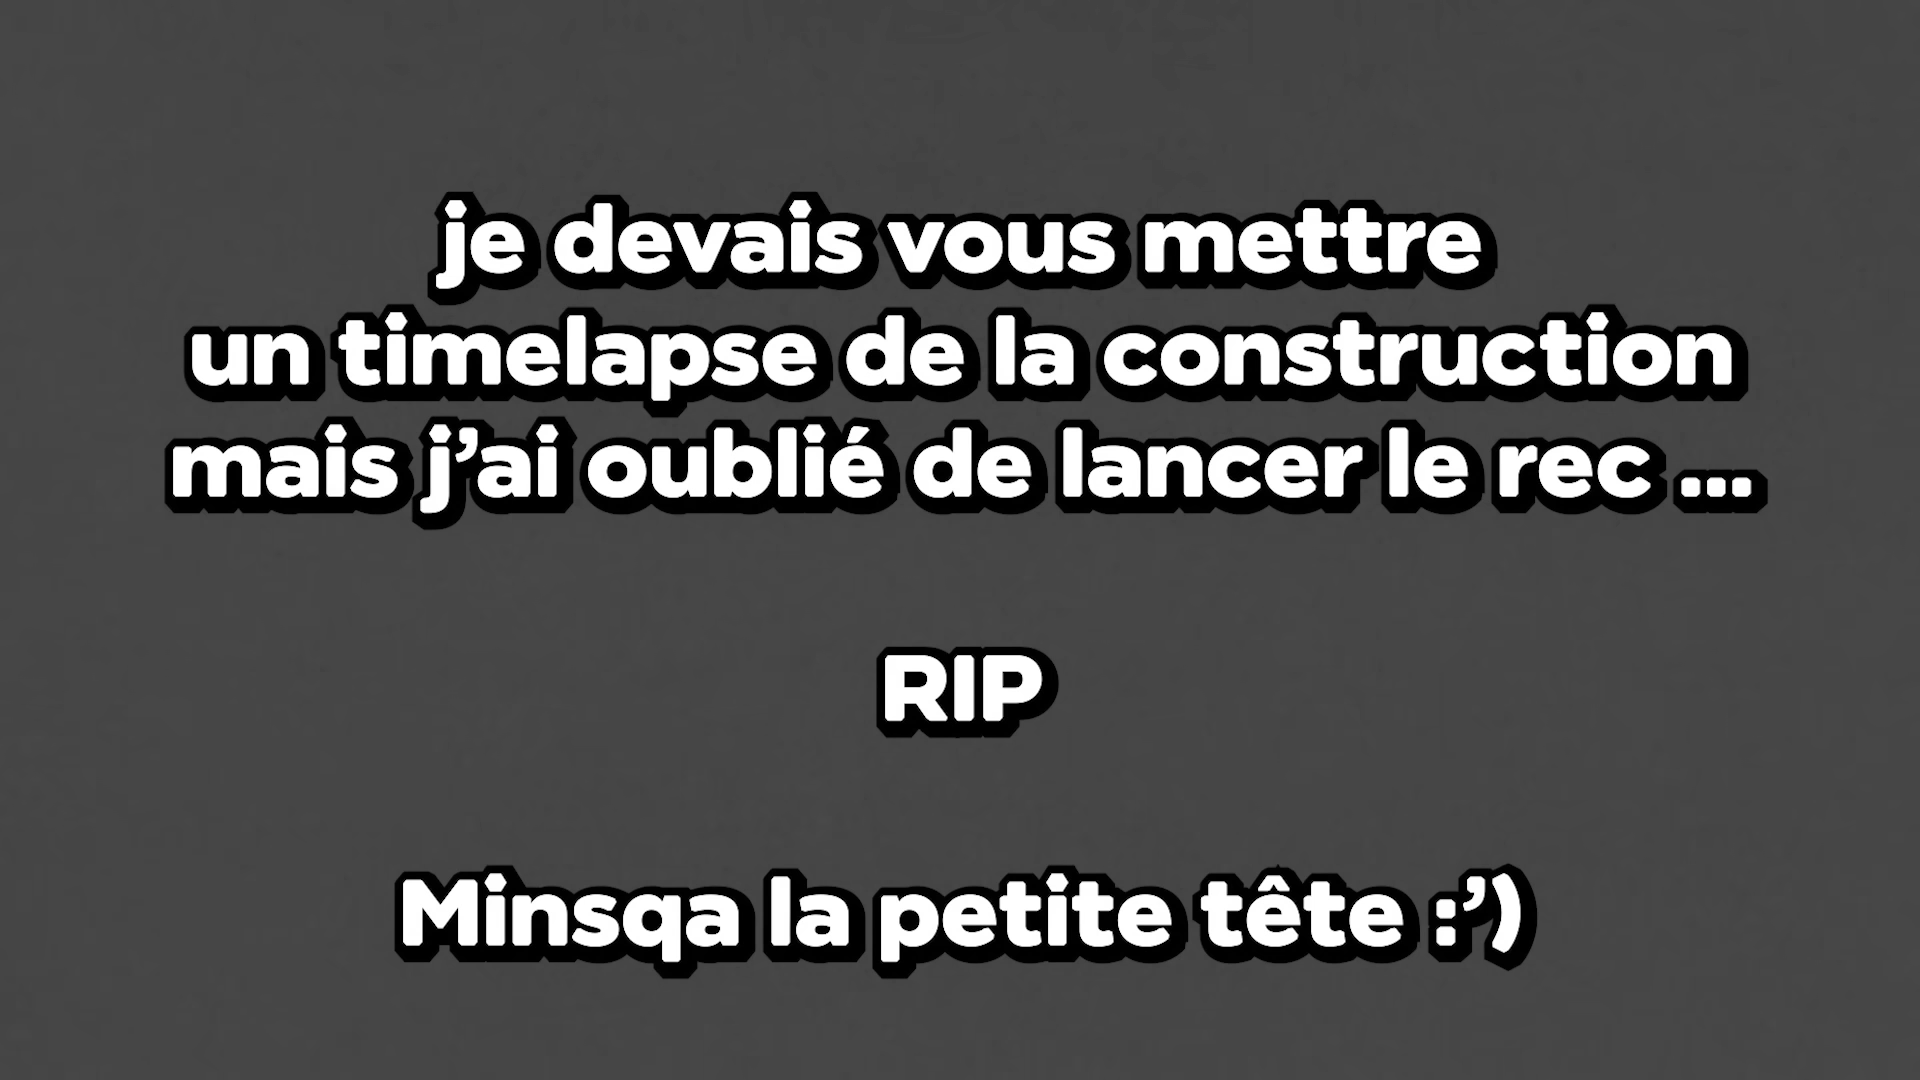 je devais vous mettre
un timelapse de la construction
mais j’ai oublié de lancer le rec ...
RIP
Minsqa la petite tête :’)